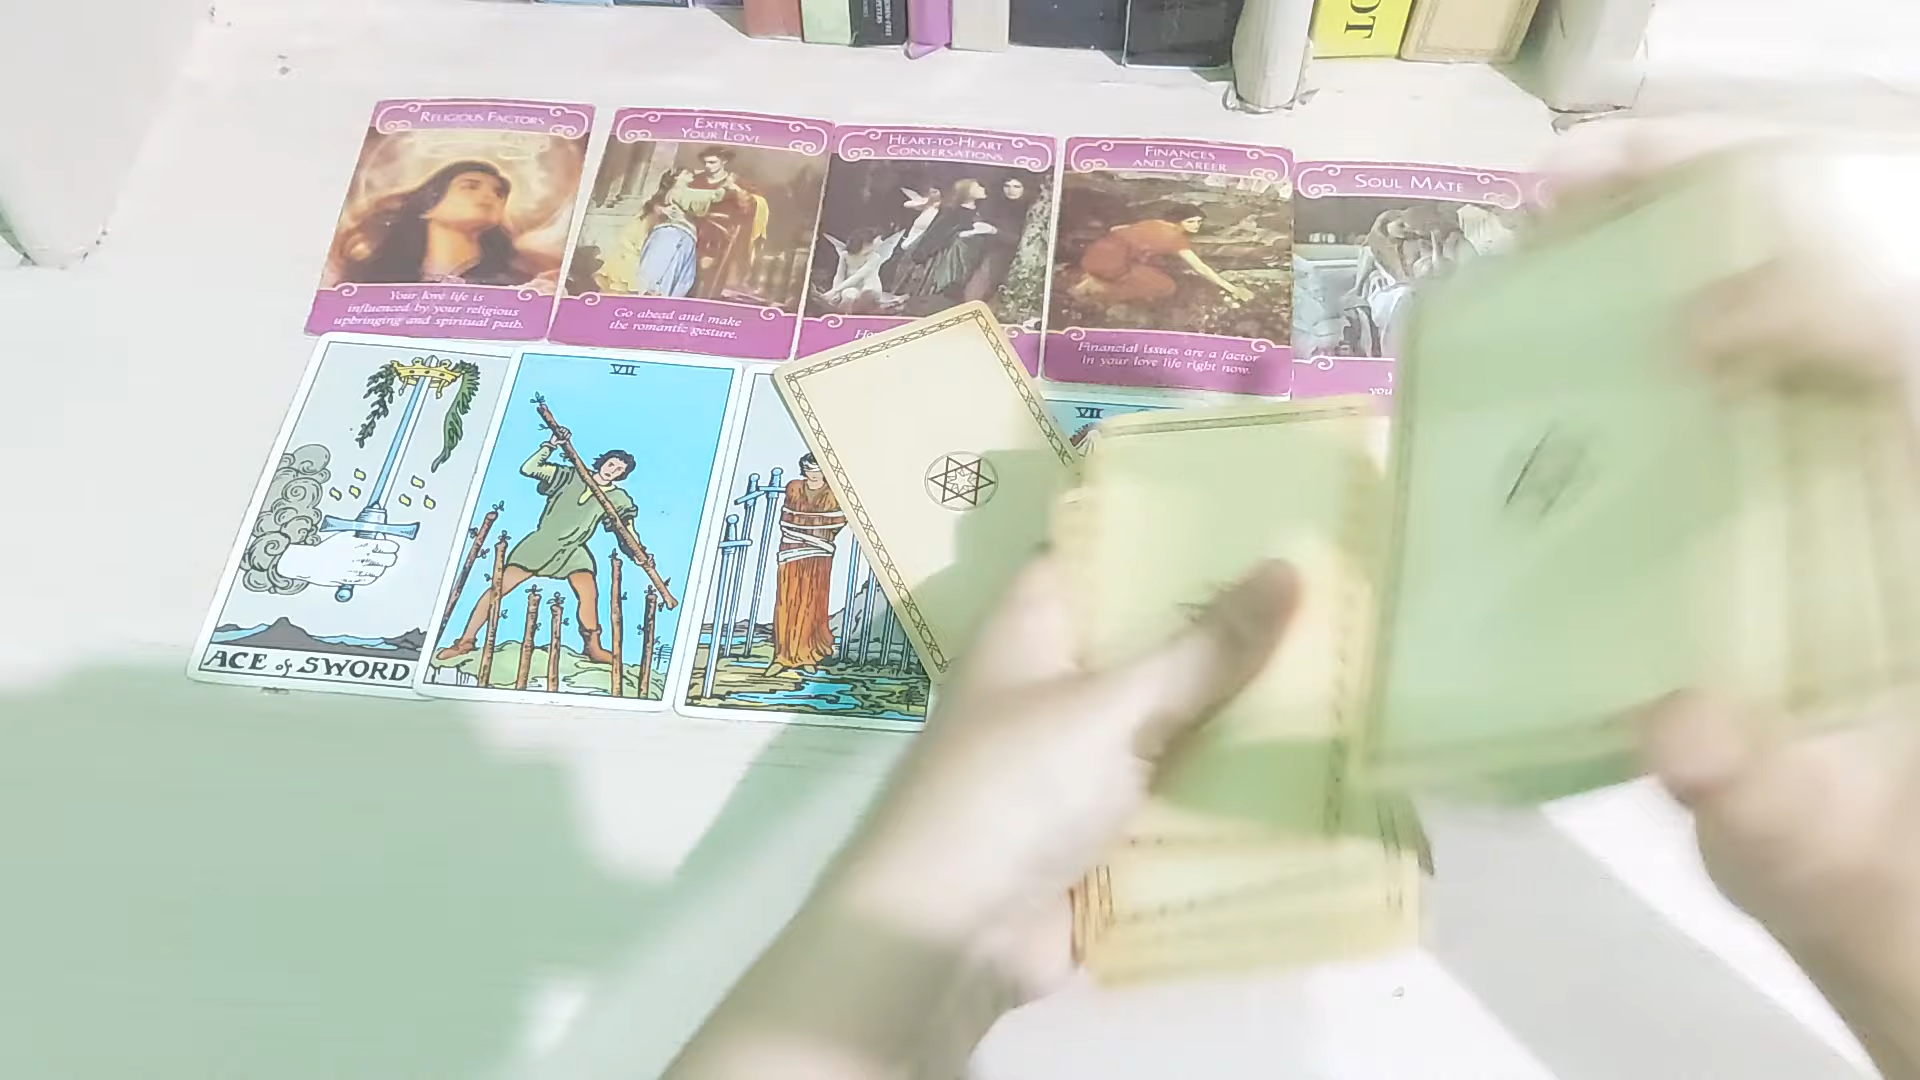 OT
RELIGIOUS FACTORS
Your love life is
influenced by your religious
upbringing and spiritual path.
EXPRESS
YOUR LOVE
Go ahead and make
the romantic gesture.
HEART-TO-HEART
CONVERSATIONS
FINANCES
AND CAREER
Financial issues are a factor
in your love life right now.
SOUL MATE
you
ACE of SWORD
VII
VII